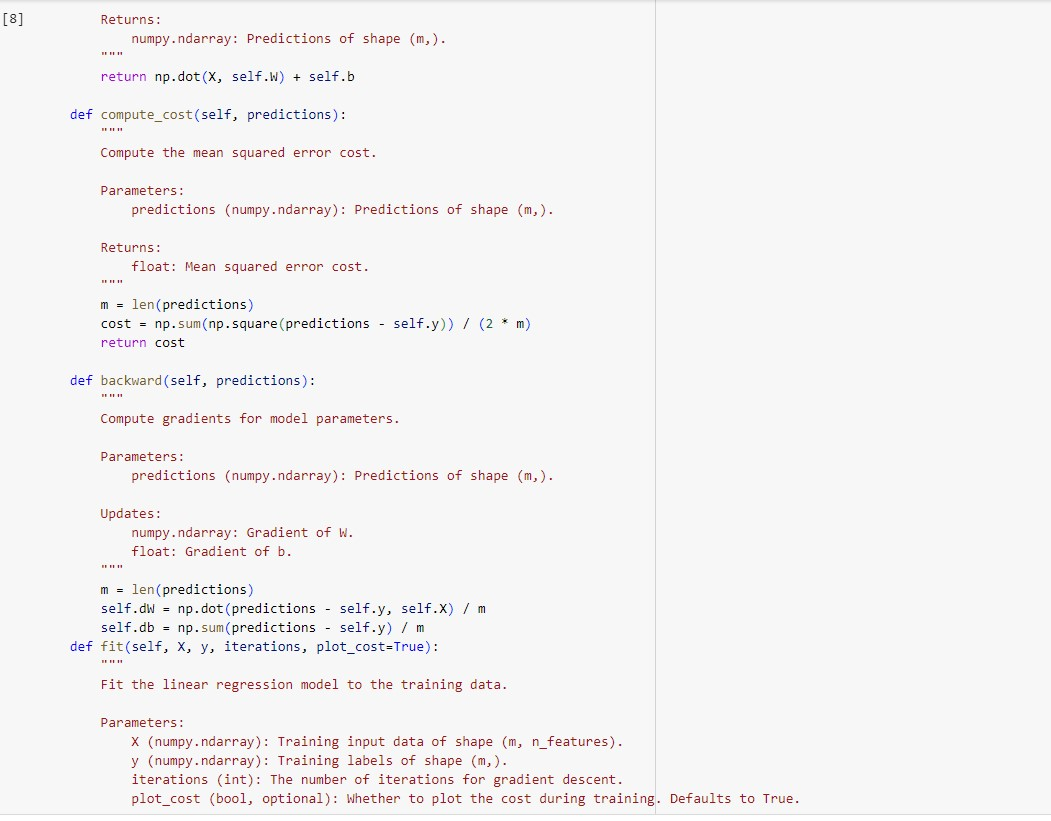 [8]
Returns:
numpy.ndarray: Predictions of shape (m,).
"""
return np.dot(X, self.W) + self.b
def compute_cost(self, predictions):
"""
Compute the mean squared error cost.
Parameters:
predictions (numpy.ndarray): Predictions of shape (m,).
Returns:
float: Mean squared error cost.
"""
m = len(predictions)
cost = np.sum(np.square(predictions - self.y)) / (2 * m)
return cost
def backward(self, predictions):
"""
Compute gradients for model parameters.
Parameters:
predictions (numpy.ndarray): Predictions of shape (m,).
Updates:
numpy.ndarray: Gradient of W.
float: Gradient of b.
"""
m = len(predictions)
self.dW = np.dot(predictions - self.y, self.X) / m
self.db = np.sum(predictions - self.y) / m
def fit(self, X, y, iterations, plot_cost=True):
"""
Fit the linear regression model to the training data.
Parameters:
X (numpy.ndarray): Training input data of shape (m, n_features).
y (numpy.ndarray): Training labels of shape (m,).
iterations (int): The number of iterations for gradient descent.
plot_cost (bool, optional): Whether to plot the cost during training. Defaults to True.